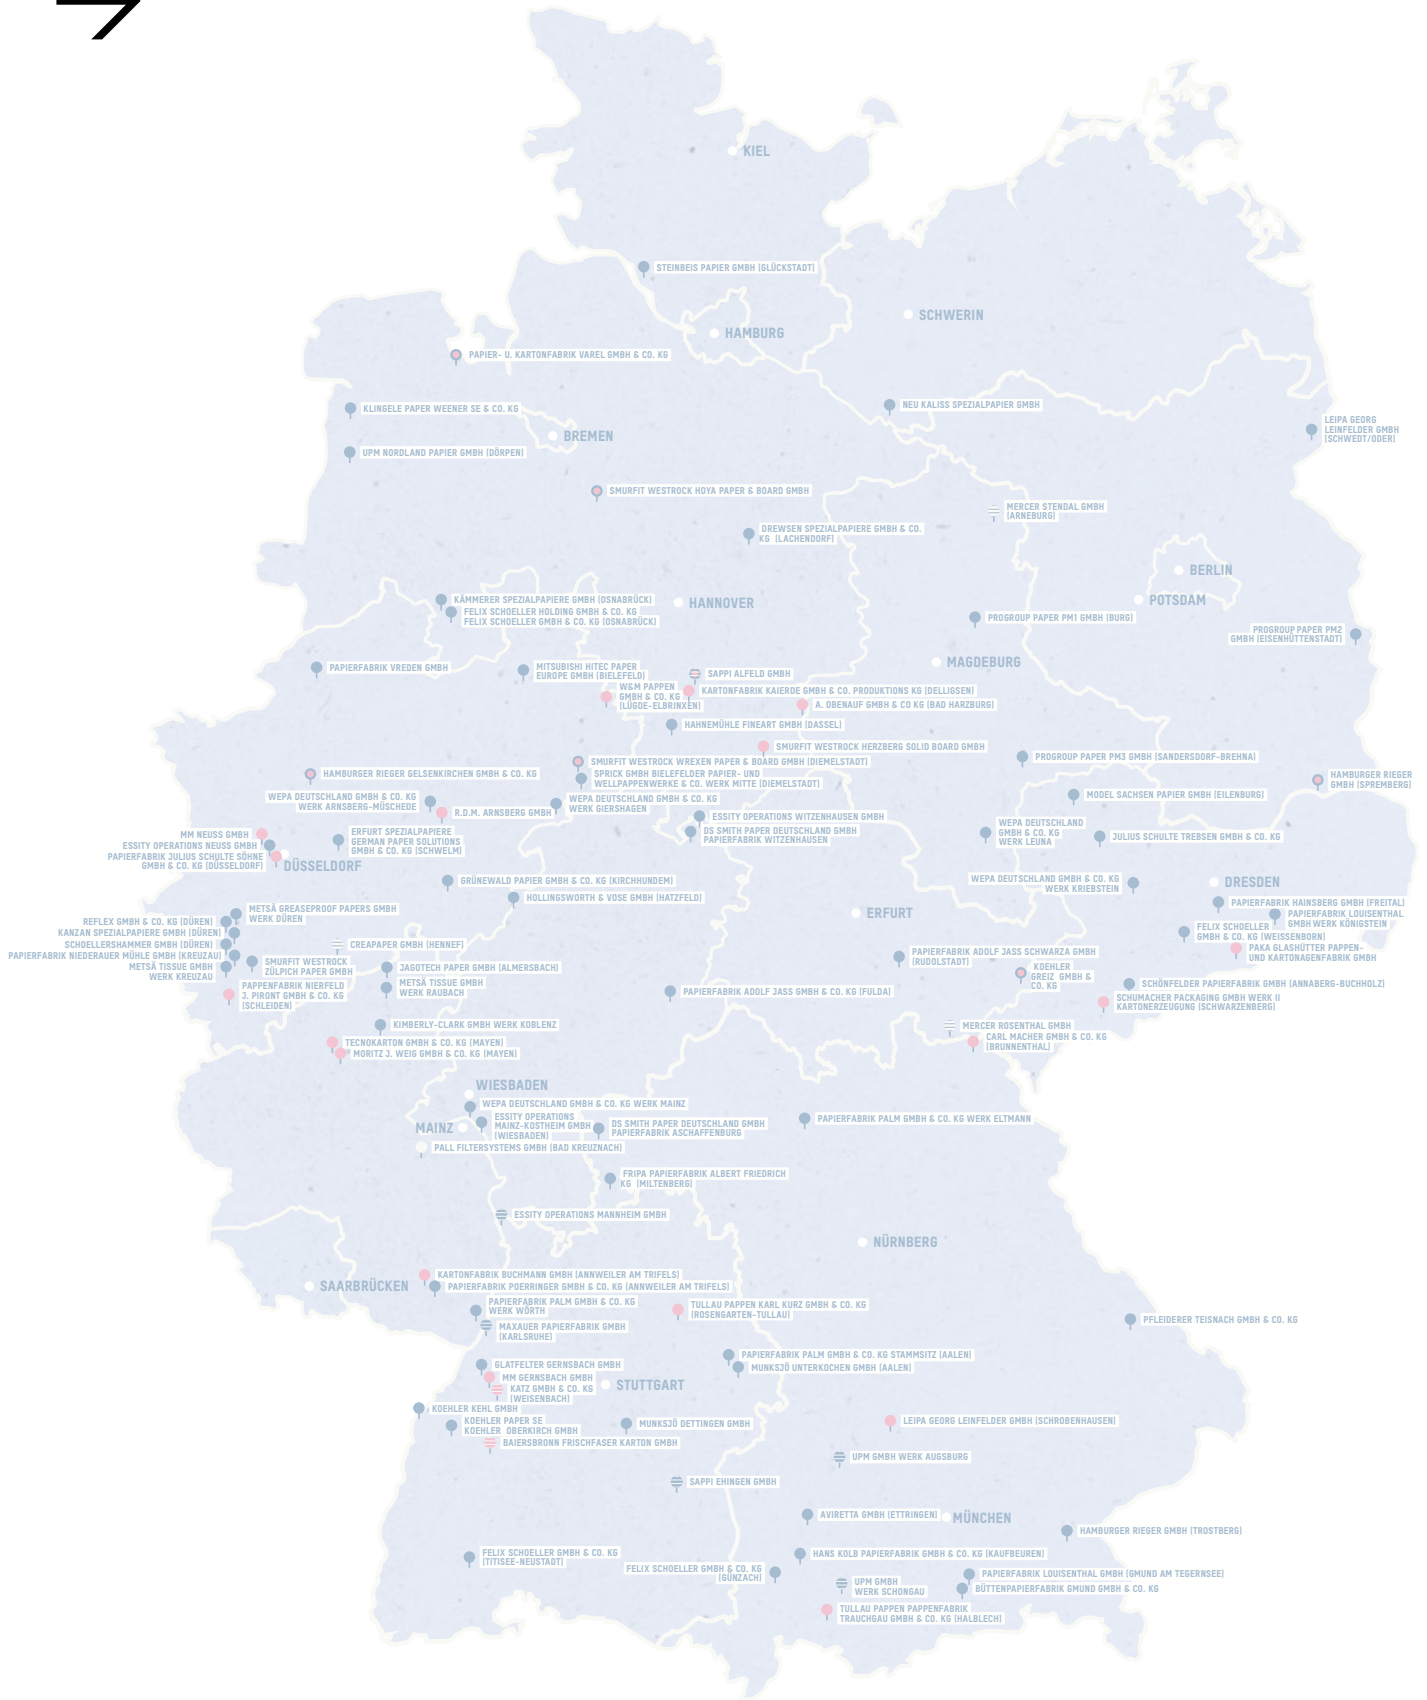 KIEL
STEINBEIS PAPIER GMBH (GLÜCKSTADT)
SCHWERIN
HAMBURG
PAPIER- U. KARTONFABRIK VAREL GMBH & CO. KG
NEU KALISS SPEZIALPAPIER GMBH
KLINGELE PAPER WEENER SE & CO. KG
LEIPA GEORG
LEINFELDER GMBH
(SCHWEDT/ODER)
BREMEN
UPM NORDLAND PAPIER GMBH (DÖRPEN)
SMURFIT WESTROCK HOYA PAPER & BOARD GMBH
MERCER STENDAL GMBH
(ARNEBURG)
DREWSEN SPEZIALPAPIERE GMBH & CO.
KG (LACHENDORF)
BERLIN
KÄMMERER SPEZIALPAPIERE GMBH (OSNABRÜCK)
FELIX SCHOELLER HOLDING GMBH & CO. KG
FELIX SCHOELLER GMBH & CO. KG (OSNABRÜCK)
HANNOVER
POTSDAM
PROGROUP PAPER PM1 GMBH (BURG)
PROGROUP PAPER PM2
GMBH (EISENHÜTTENSTADT)
MAGDEBURG
PAPIERFABRIK VREDEN GMBH
MITSUBISHI HITEC PAPER
EUROPE GMBH (BIELEFELD)
SAPPI ALFELD GMBH
W&M PAPPEN
GMBH & CO. KG
(LÜGDE-ELBRINXEN)
KARTONFABRIK KAIERDE GMBH & CO. PRODUKTIONS KG (DELLIGSEN)
A. OBENAUF GMBH & CO KG (BAD HARZBURG)
HAHNEMÜHLE FINEART GMBH (DASSEL)
SMURFIT WESTROCK HERZBERG SOLID BOARD GMBH
PROGROUP PAPER PM3 GMBH (SANDERSDORF-BREHNA)
SMURFIT WESTROCK WREXEN PAPER & BOARD GMBH (DIEMELSTADT)
SPRICK GMBH BIELEFELDER PAPIER- UND
WELLPAPPENWERKE & CO. WERK MITTE (DIEMELSTADT)
HAMBURGER RIEGER GELSENKIRCHEN GMBH & CO. KG
HAMBURGER RIEGER
GMBH (SPREMBERG)
WEPA DEUTSCHLAND GMBH & CO. KG
WERK ARNSBERG-MÜSCHEDE
R.D.M. ARNSBERG GMBH
WEPA DEUTSCHLAND GMBH & CO. KG
WERK GIERSHAGEN
MODEL SACHSEN PAPIER GMBH (EILENBURG)
ESSITY OPERATIONS WITZENHAUSEN GMBH
DS SMITH PAPER DEUTSCHLAND GMBH
PAPIERFABRIK WITZENHAUSEN
WEPA DEUTSCHLAND
GMBH & CO. KG
WERK LEUNA
JULIUS SCHULTE TREBSEN GMBH & CO. KG
MM NEUSS GMBH
ESSITY OPERATIONS NEUSS GMBH
PAPIERFABRIK JULIUS SCHULTE SÖHNE
GMBH & CO. KG (DÜSSELDORF)
DÜSSELDORF
ERFURT SPEZIALPAPIERE
GERMAN PAPER SOLUTIONS
GMBH & CO. KG (SCHWELM)
GRÜNEWALD PAPIER GMBH & CO. KG (KIRCHHUNDEM)
HOLLINGSWORTH & VOSE GMBH (HATZFELD)
WEPA DEUTSCHLAND GMBH & CO. KG
WERK KRIEBSTEIN
DRESDEN
PAPIERFABRIK HAINSBERG GMBH (FREITAL)
PAPIERFABRIK LOUISENTHAL
GMBH WERK KÖNIGSTEIN
ERFURT
FELIX SCHOELLER
GMBH & CO. KG (WEISSENBORN)
PAKA GLASHÜTTER PAPPEN-
UND KARTONAGENFABRIK GMBH
METSÄ GREASEPROOF PAPERS GMBH
WERK DÜREN
REFLEX GMBH & CO. KG (DÜREN)
KANZAN SPEZIALPAPIERE GMBH (DÜREN)
SCHOELLERSHAMMER GMBH (DÜREN)
PAPIERFABRIK NIEDERAUER MÜHLE GMBH (KREUZAU)
METSÄ TISSUE GMBH
WERK KREUZAU
CREAPAPER GMBH (HENNEF)
SMURFIT WESTROCK
ZÜLPICH PAPER GMBH
JAGOTECH PAPER GMBH (ALMERSBACH)
METSÄ TISSUE GMBH
WERK RAUBACH
PAPPENFABRIK NIERFELD
J. PIRONT GMBH & CO. KG
(SCHLEIDEN)
PAPIERFABRIK ADOLF JASS SCHWARZA GMBH
(RUDOLSTADT)
KOEHLER
GREIZ GMBH &
CO. KG
SCHÖNFELDER PAPIERFABRIK GMBH (ANNABERG-BUCHHOLZ)
PAPIERFABRIK ADOLF JASS GMBH & CO. KG (FULDA)
SCHUMACHER PACKAGING GMBH WERK II
KARTONERZEUGUNG (SCHWARZENBERG)
KIMBERLY-CLARK GMBH WERK KOBLENZ
MERCER ROSENTHAL GMBH
CARL MACHER GMBH & CO. KG
(BRUNNENTHAL)
TECNOKARTON GMBH & CO. KG (MAYEN)
MORITZ J. WEIG GMBH & CO. KG (MAYEN)
WIESBADEN
WEPA DEUTSCHLAND GMBH & CO. KG WERK MAINZ
ESSITY OPERATIONS
MAINZ-KOSTHEIM GMBH
(WIESBADEN)
MAINZ
DS SMITH PAPER DEUTSCHLAND GMBH
PAPIERFABRIK ASCHAFFENBURG
PAPIERFABRIK PALM GMBH & CO. KG WERK ELTMANN
PALL FILTERSYSTEMS GMBH (BAD KREUZNACH)
FRIPA PAPIERFABRIK ALBERT FRIEDRICH
KG (MILTENBERG)
ESSITY OPERATIONS MANNHEIM GMBH
NÜRNBERG
SAARBRÜCKEN
KARTONFABRIK BUCHMANN GMBH (ANNWEILER AM TRIFELS)
PAPIERFABRIK POERRINGER GMBH & CO. KG (ANNWEILER AM TRIFELS)
PAPIERFABRIK PALM GMBH & CO. KG
WERK WÖRTH
TULLAU PAPPEN KARL KURZ GMBH & CO. KG
(ROSENGARTEN-TULLAU)
MAXAUER PAPIERFABRIK GMBH
(KARLSRUHE)
PFLEIDERER TEISNACH GMBH & CO. KG
PAPIERFABRIK PALM GMBH & CO. KG STAMMSITZ (AALEN)
MUNKSJÖ UNTERKOCHEN GMBH (AALEN)
GLATFELTER GERNSBACH GMBH
MM GERNSBACH GMBH
KATZ GMBH & CO. KG
(WEISENBACH)
STUTTGART
KOEHLER KEHL GMBH
KOEHLER PAPER SE
KOEHLER OBERKIRCH GMBH
MUNKSJÖ DETTINGEN GMBH
LEIPA GEORG LEINFELDER GMBH (SCHROBENHAUSEN)
BAIERSBRONN FRISCHFASER KARTON GMBH
UPM GMBH WERK AUGSBURG
SAPPI EHINGEN GMBH
AVIRETTA GMBH (ETTRINGEN)
MÜNCHEN
HAMBURGER RIEGER GMBH (TROSTBERG)
FELIX SCHOELLER GMBH & CO. KG
(TITISEE-NEUSTADT)
HANS KOLB PAPIERFABRIK GMBH & CO. KG (KAUFBEUREN)
FELIX SCHOELLER GMBH & CO. KG
(GÜNZACH)
PAPIERFABRIK LOUISENTHAL GMBH (GMUND AM TEGERNSEE)
UPM GMBH
WERK SCHONGAU
BÜTTENPAPIERFABRIK GMUND GMBH & CO. KG
TULLAU PAPPEN PAPPENFABRIK
TRAUCHGAU GMBH & CO. KG (HALBLECH)